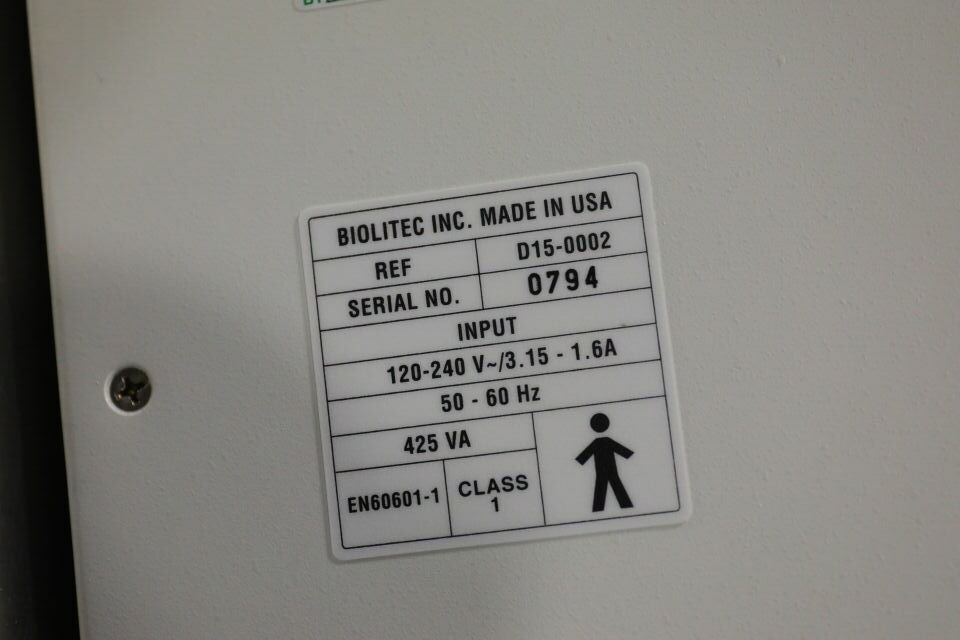 BIOLITEC INC. MADE IN USA
REF D15-0002
SERIAL NO. 0794
INPUT
120-240 V~/3.15 - 1.6A
50 - 60 Hz
425 VA
EN60601-1 CLASS 1